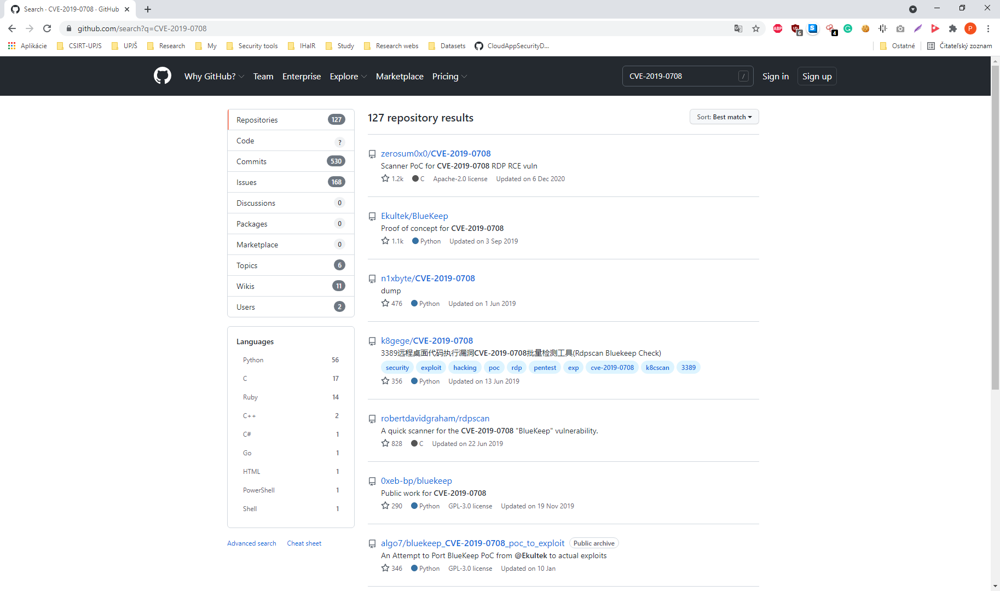 Search · CVE-2019-0708 · GitHub
github.com/search?q=CVE-2019-0708
ABP
6
4
P
Aplikácie
CSIRT-UPJS
UPJŠ
Research
My
Security tools
IHaIR
Study
Research webs
Datasets
CloudAppSecurityD...
Ostatné
Čitateľský zoznam
Why GitHub?
Team
Enterprise
Explore
Marketplace
Pricing
CVE-2019-0708
/
Sign in
Sign up
Repositories 127
Code ?
Commits 530
Issues 168
Discussions 0
Packages 0
Marketplace 0
Topics 6
Wikis 11
Users 2
Languages
Python 56
C 17
Ruby 14
C++ 2
C# 1
Go 1
HTML 1
PowerShell 1
Shell 1
Advanced search Cheat sheet
127 repository results
Sort: Best match
zerosum0x0/CVE-2019-0708
Scanner PoC for CVE-2019-0708 RDP RCE vuln
1.2k C Apache-2.0 license Updated on 6 Dec 2020
Ekultek/BlueKeep
Proof of concept for CVE-2019-0708
1.1k Python Updated on 3 Sep 2019
n1xbyte/CVE-2019-0708
dump
476 Python Updated on 1 Jun 2019
k8gege/CVE-2019-0708
3389远程桌面代码执行漏洞CVE-2019-0708批量检测工具(Rdpscan Bluekeep Check)
security exploit hacking poc rdp pentest exp cve-2019-0708 k8cscan 3389
356 Python Updated on 13 Jun 2019
robertdavidgraham/rdpscan
A quick scanner for the CVE-2019-0708 "BlueKeep" vulnerability.
828 C Updated on 22 Jun 2019
0xeb-bp/bluekeep
Public work for CVE-2019-0708
290 Python GPL-3.0 license Updated on 19 Nov 2019
algo7/bluekeep_CVE-2019-0708_poc_to_exploit Public archive
An Attempt to Port BlueKeep PoC from @Ekultek to actual exploits
346 Python GPL-3.0 license Updated on 10 Jan